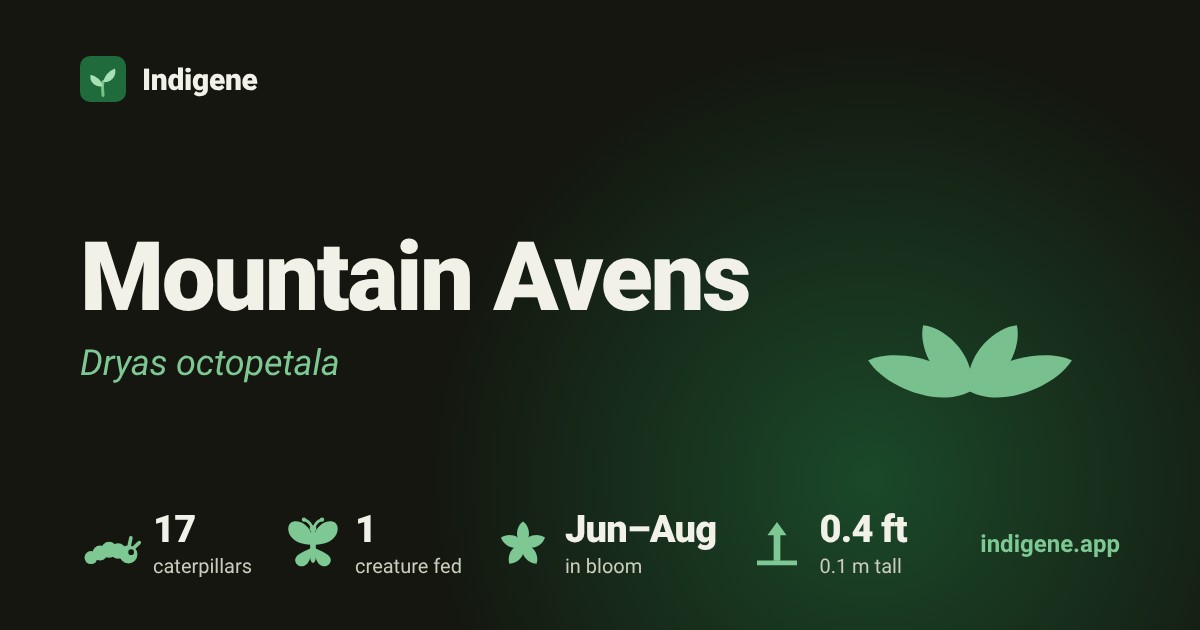 Indigene
Mountain Avens
Dryas octopetala
17
caterpillars
1
creature fed
Jun–Aug
in bloom
0.4 ft
0.1 m tall
indigene.app